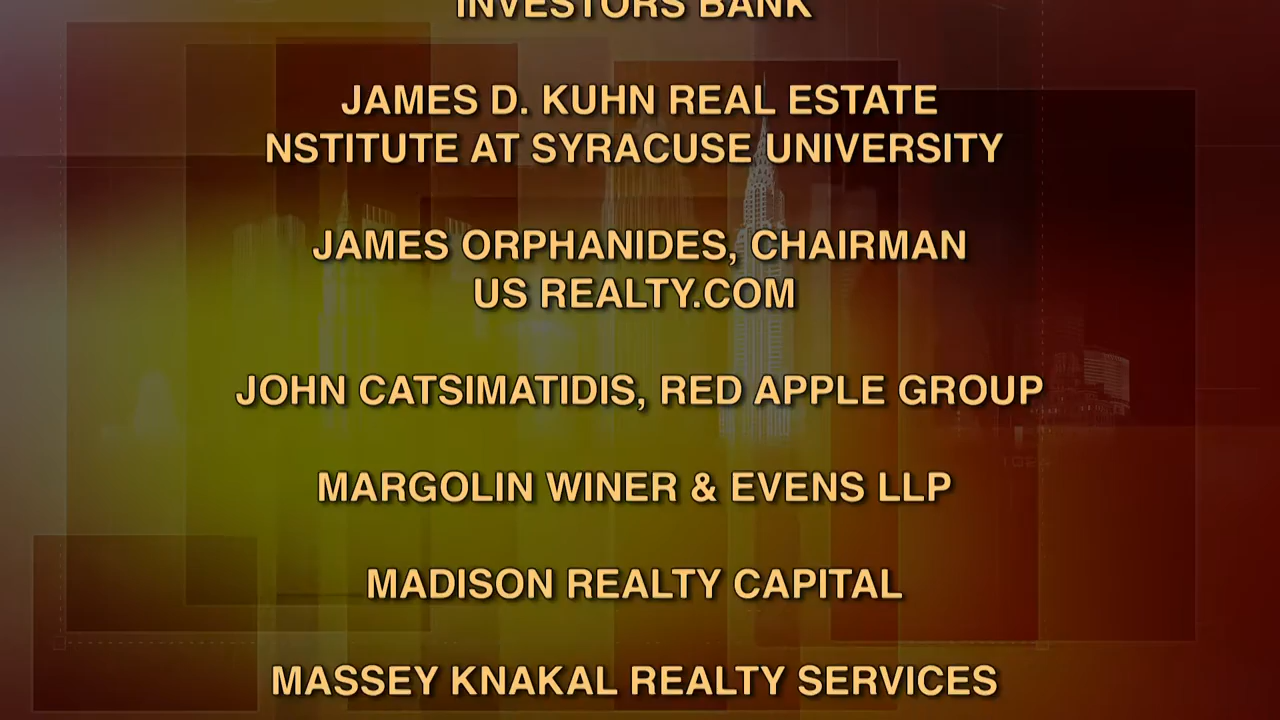 INVESTORS BANK
JAMES D. KUHN REAL ESTATE
NSTITUTE AT SYRACUSE UNIVERSITY
JAMES ORPHANIDES, CHAIRMAN
US REALTY.COM
JOHN CATSIMATIDIS, RED APPLE GROUP
MARGOLIN WINER & EVENS LLP
MADISON REALTY CAPITAL
MASSEY KNAKAL REALTY SERVICES